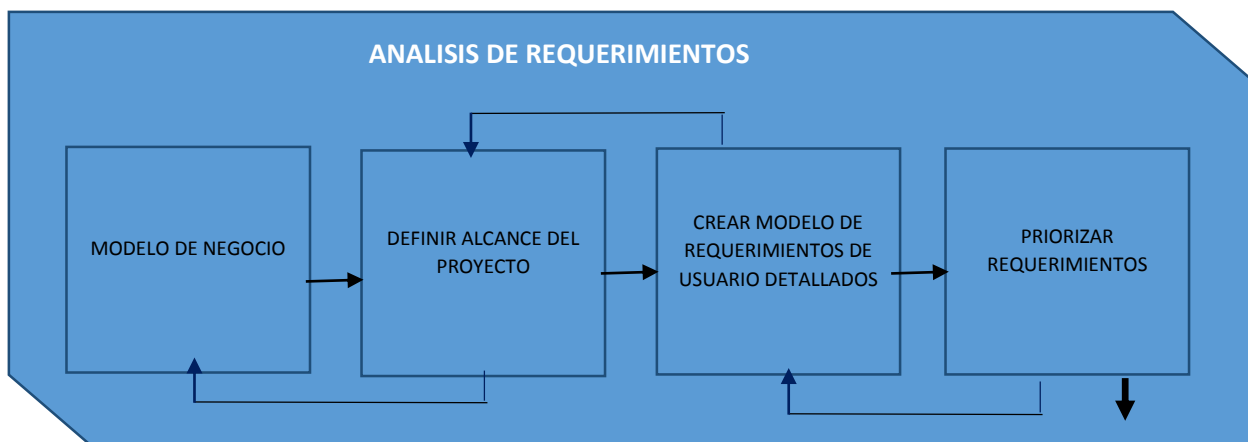 ANALISIS DE REQUERIMIENTOS
MODELO DE NEGOCIO
DEFINIR ALCANCE DEL
PROYECTO
CREAR MODELO DE
REQUERIMIENTOS DE
USUARIO DETALLADOS
PRIORIZAR
REQUERIMIENTOS